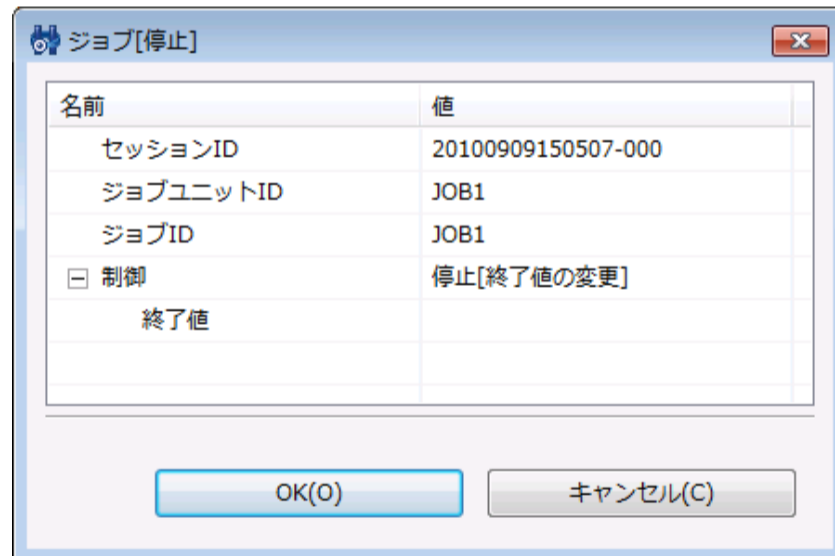 ジョブ[停止]
名前 値
セッションID 20100909150507-000
ジョブユニットID JOB1
ジョブID JOB1
制御 停止[終了値の変更]
終了値
OK(O) キャンセル(C)